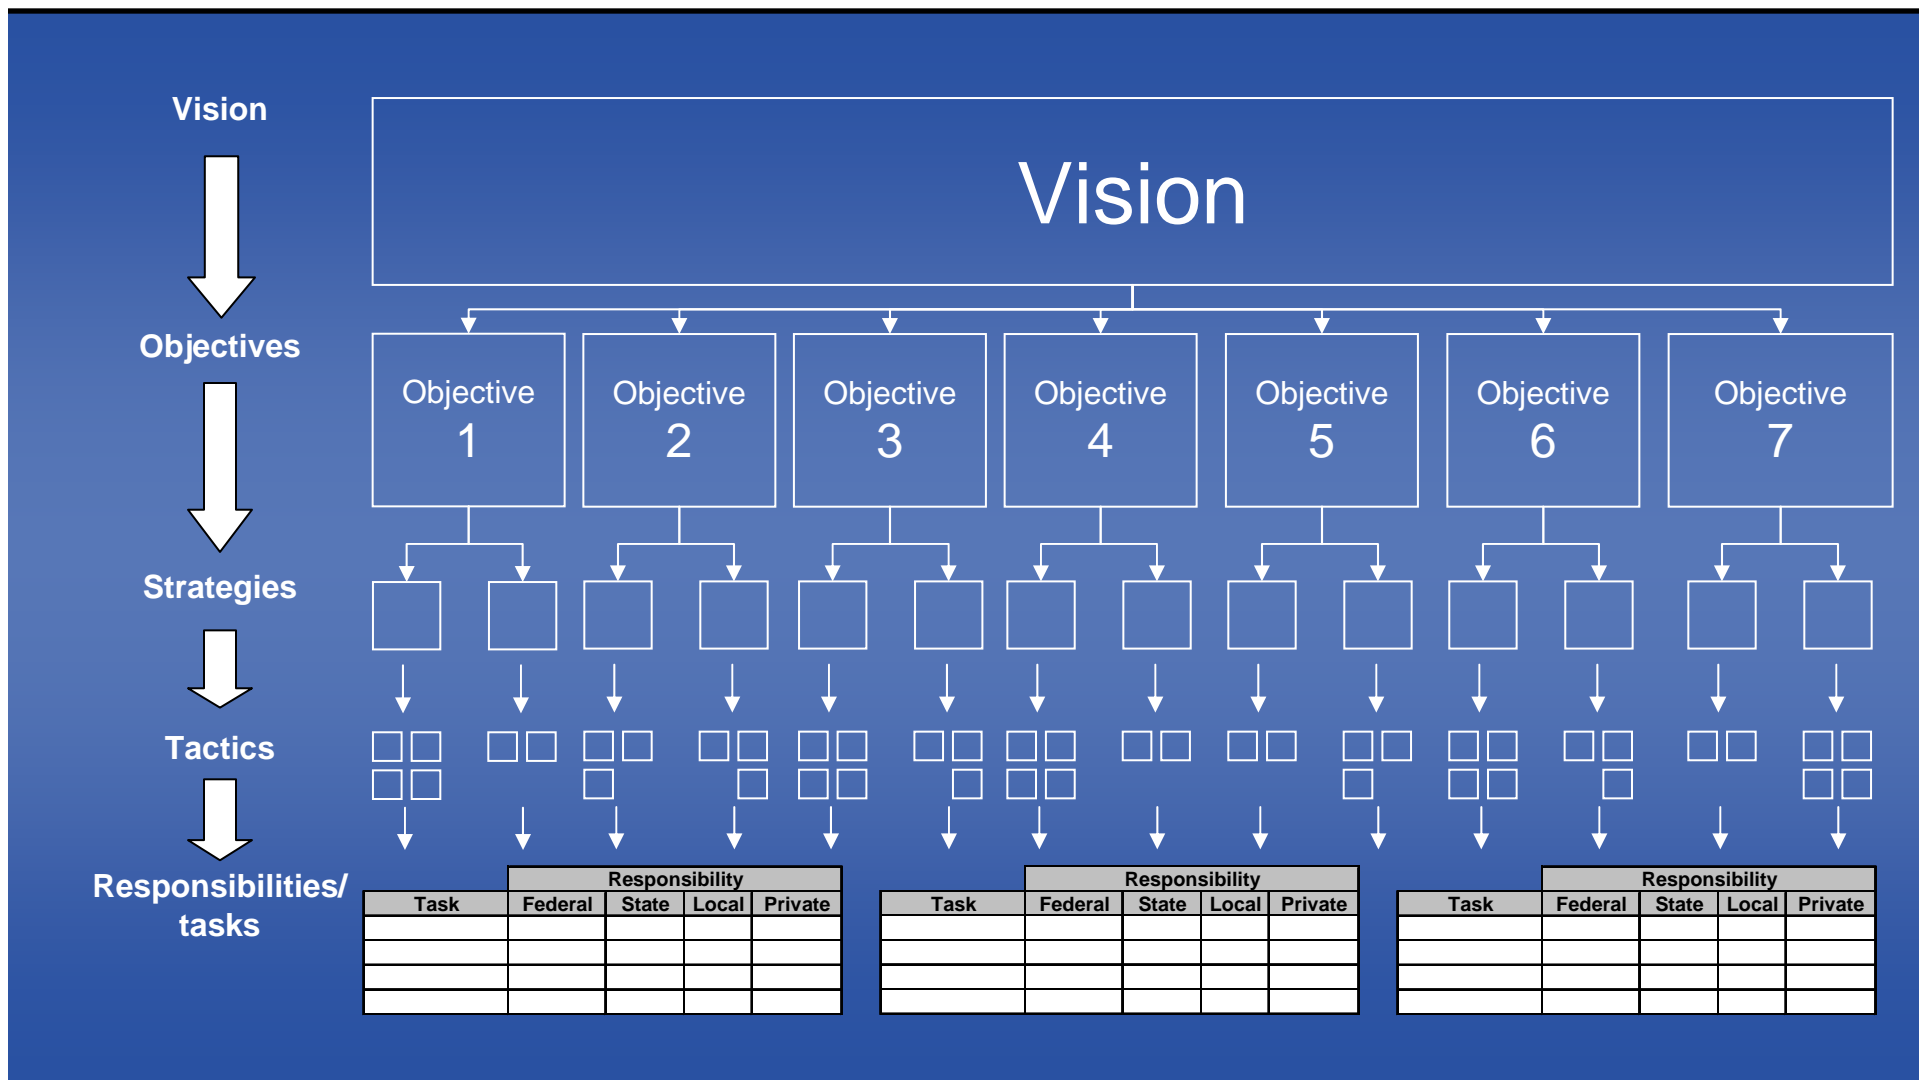 Vision
Vision
Objectives
Objective
1
Objective
2
Objective
3
Objective
4
Objective
5
Objective
6
Objective
7
Strategies
Tactics
Responsibilities/
tasks
Responsibility
Task Federal State Local Private
Responsibility
Task Federal State Local Private
Responsibility
Task Federal State Local Private